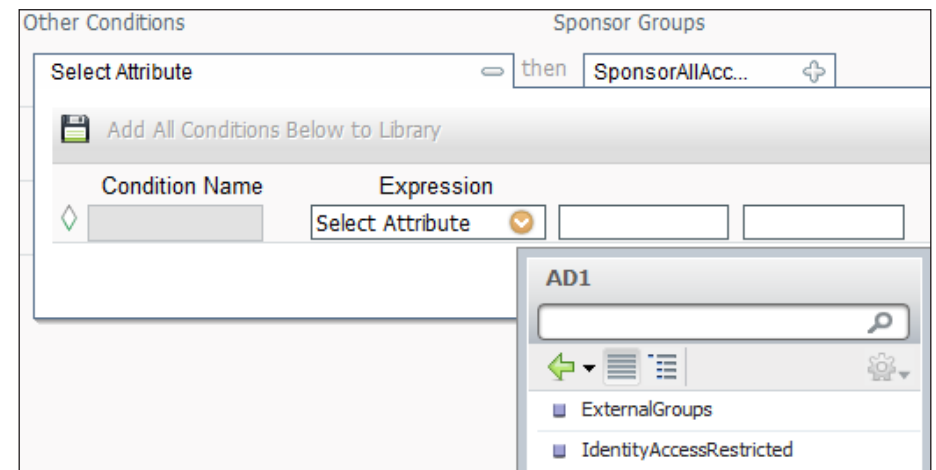 Other Conditions Sponsor Groups
Select Attribute then SponsorAllAcc...
Add All Conditions Below to Library
Condition Name Expression
Select Attribute
AD1
ExternalGroups
IdentityAccessRestricted